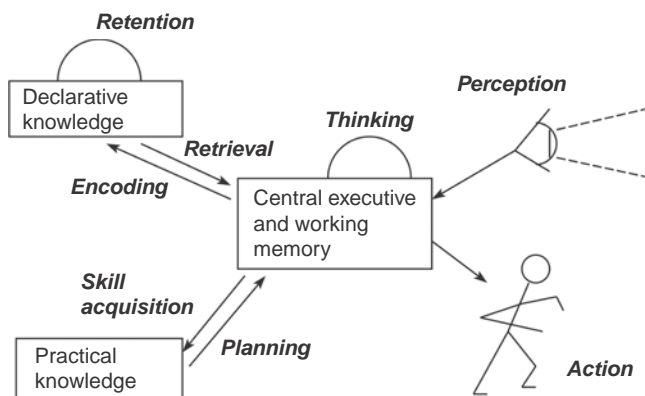 Retention
Declarative
knowledge
Retrieval
Encoding
Thinking
Perception
Central executive
and working
memory
Skill
acquisition
Planning
Practical
knowledge
Action